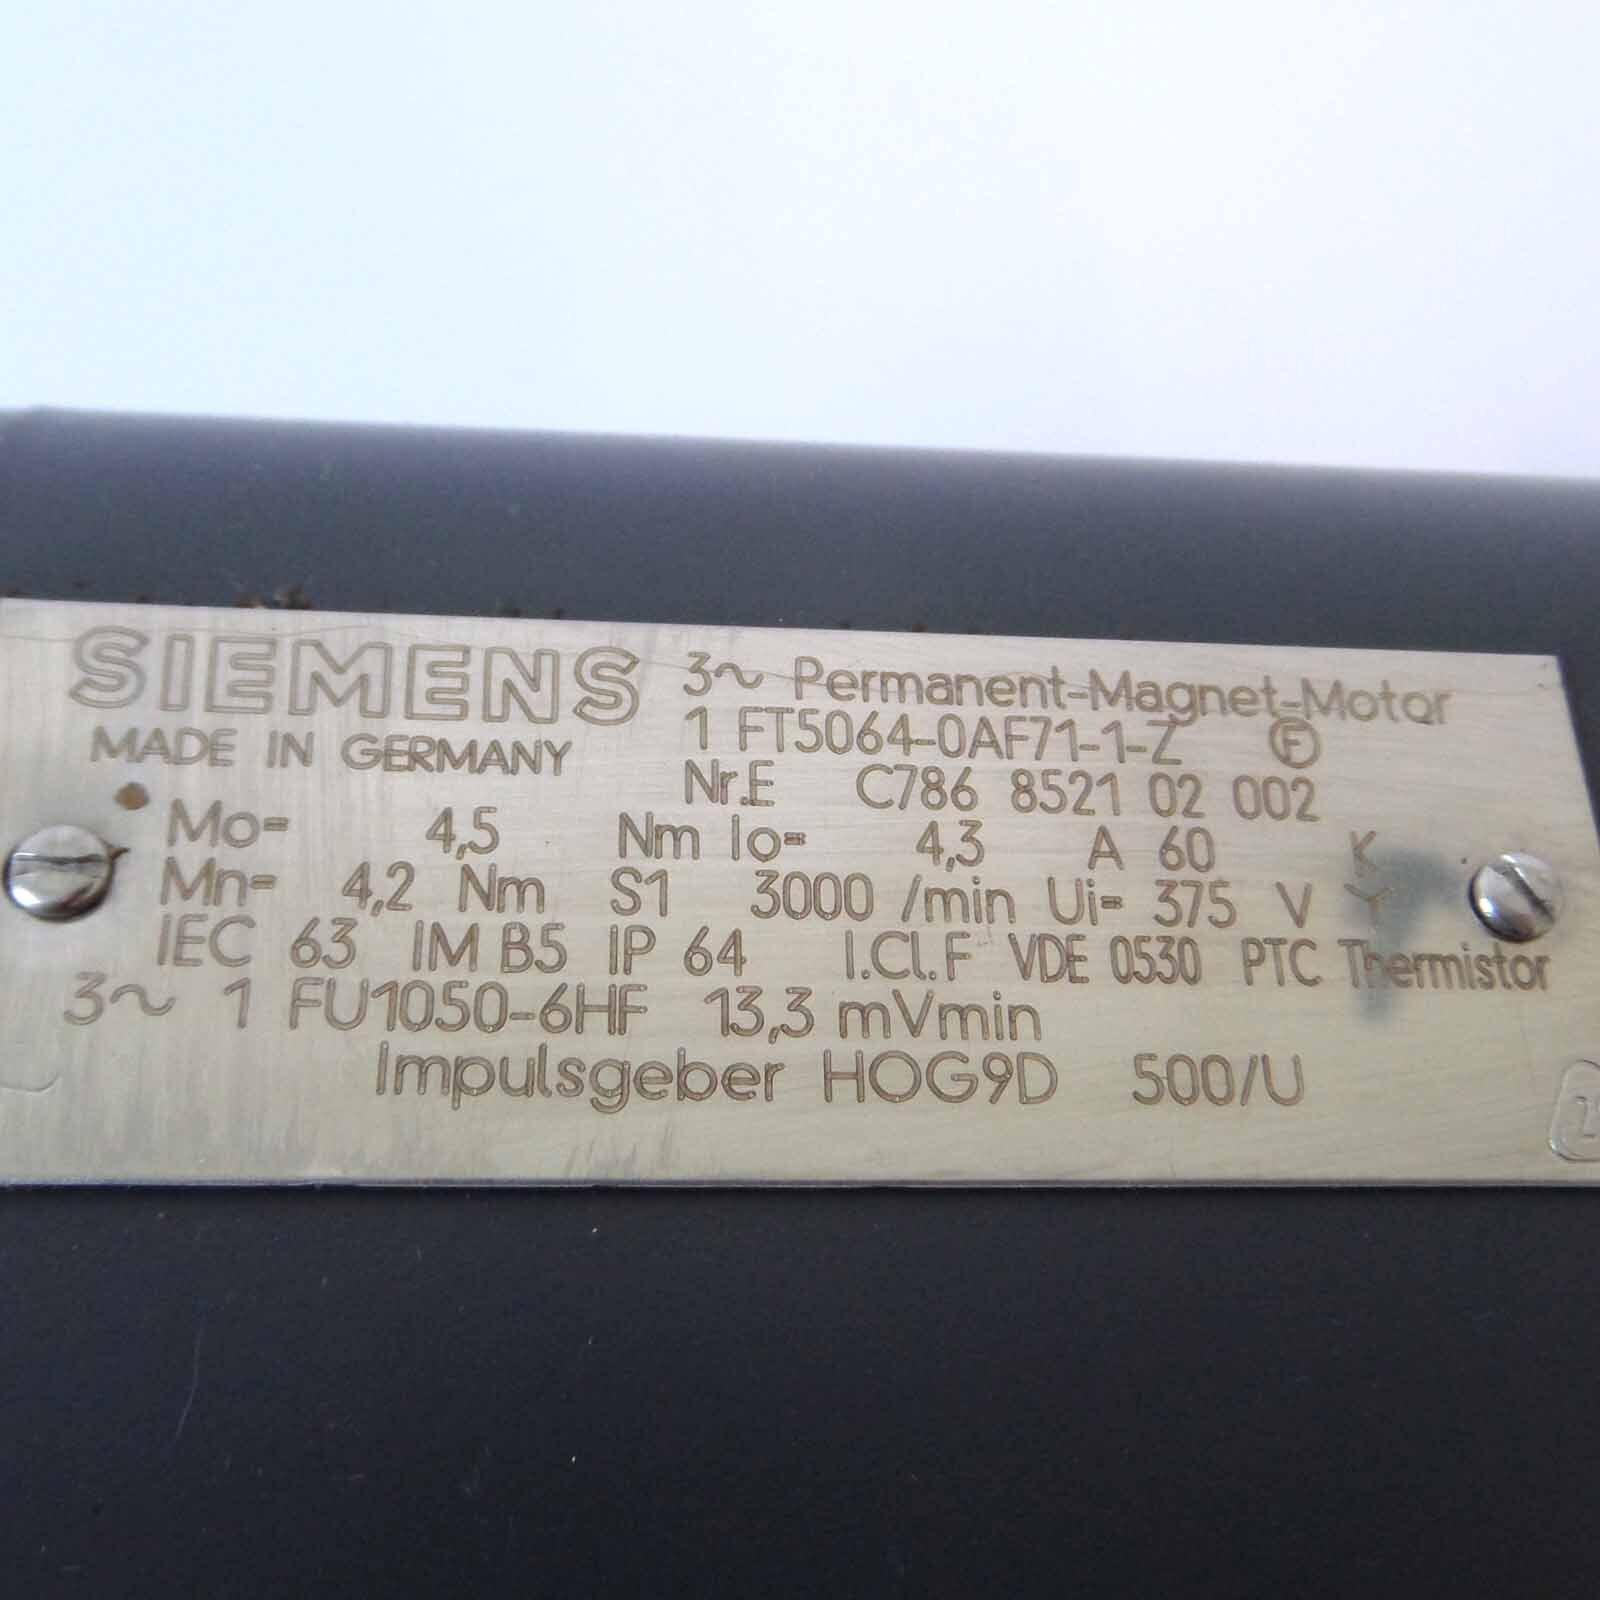 SIEMENS 3~ Permanent-Magnet-Motor
1 FT5064-0AF71-1-Z F
MADE IN GERMANY
Nr.E C786 8521 02 002
Mo= 4,5 Nm Io= 4,3 A 60 K
Mn= 4,2 Nm S1 3000 /min Ui= 375 V Y
IEC 63 IM B5 IP 64 I.Cl.F VDE 0530 PTC Thermistor
3~ 1 FU1050-6HF 13,3 mVmin
Impulsgeber HOG9D 500/U